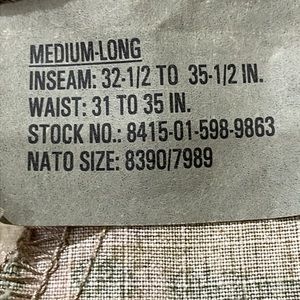 MEDIUM-LONG
INSEAM: 32-1/2 TO 35-1/2 IN.
WAIST: 31 TO 35 IN.
STOCK NO.: 8415-01-598-9863
NATO SIZE: 8390/7989